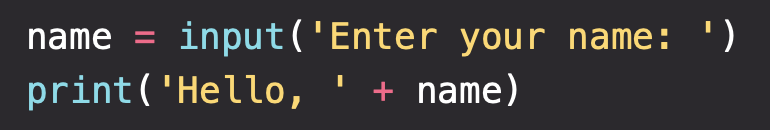 name = input('Enter your name: ')
print('Hello, ' + name)